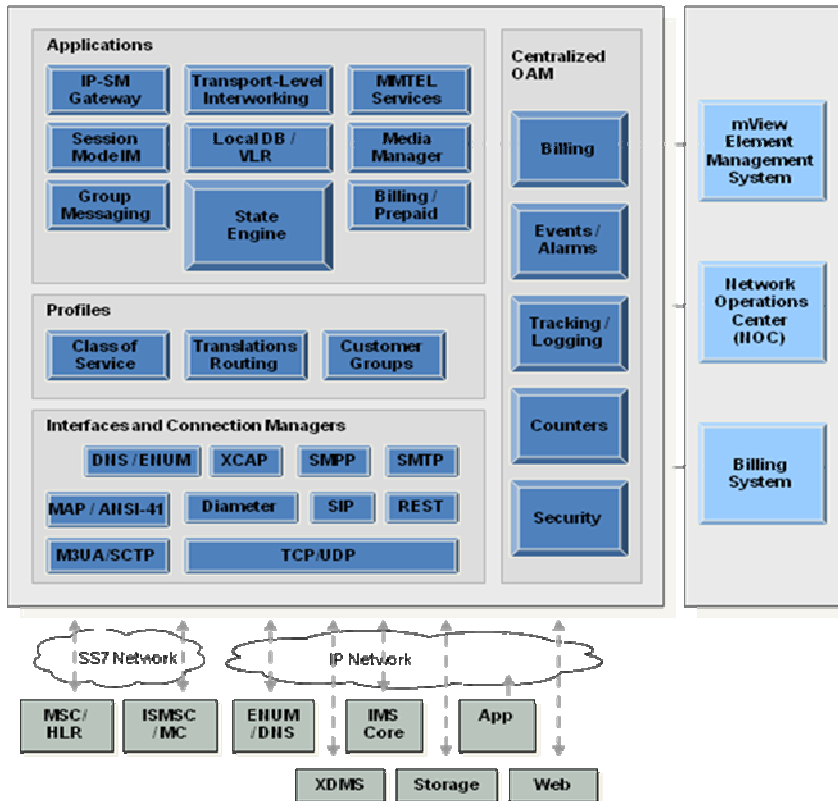 Applications
IP-SM
Gateway
Transport-Level
Interworking
MMTEL
Services
Session
Mode IM
Local DB /
VLR
Media
Manager
Group
Messaging
State
Engine
Billing /
Prepaid
Profiles
Class of
Service
Translations
Routing
Customer
Groups
Interfaces and Connection Managers
DNS / ENUM
XCAP
SMPP
SMTP
MAP / ANSI-41
Diameter
SIP
REST
M3UA/SCTP
TCP/UDP
Centralized
OAM
Billing
Events /
Alarms
Tracking /
Logging
Counters
Security
mView
Element
Management
System
Network
Operations
Center
(NOC)
Billing
System
SS7 Network
IP Network
MSC/
HLR
ISMSC
/MC
ENUM
/DNS
IMS
Core
App
XDMS
Storage
Web